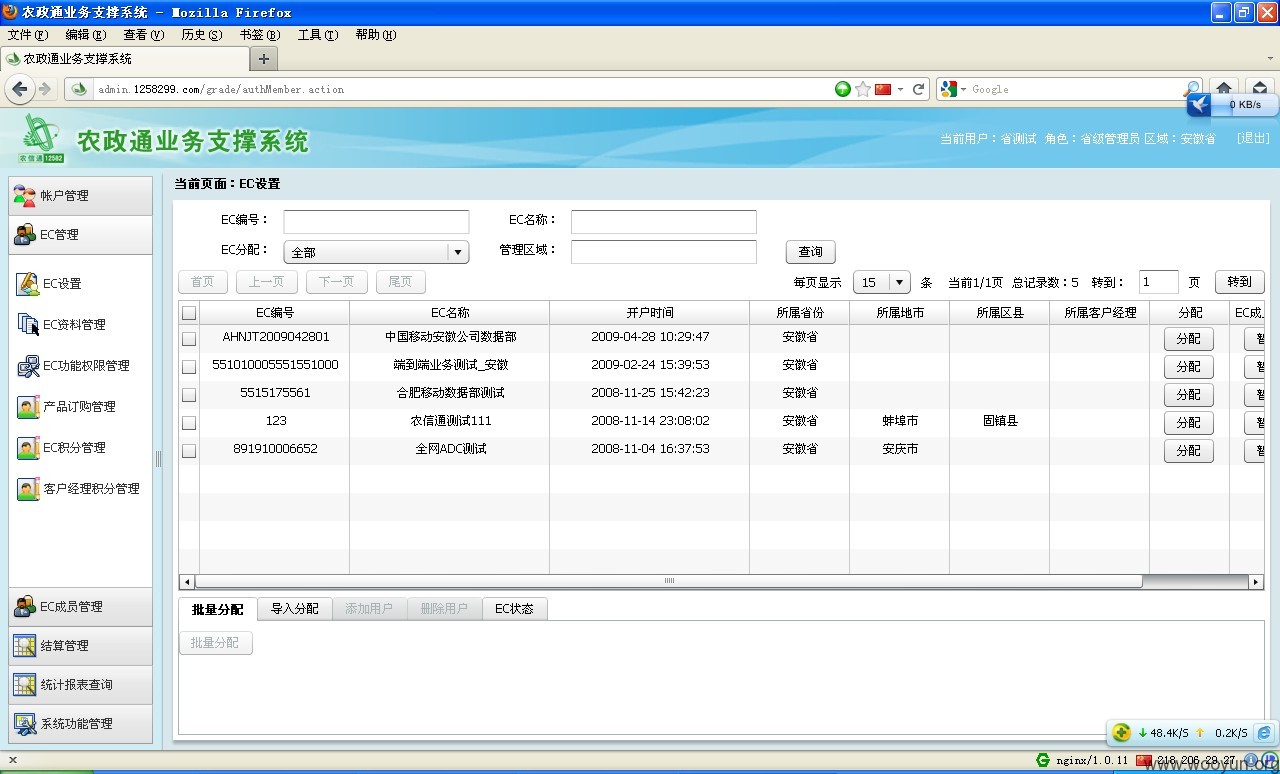 农政通业务支撑系统 - Mozilla Firefox
文件(F) 编辑(E) 查看(V) 历史(S) 书签(B) 工具(T) 帮助(H)
农政通业务支撑系统
admin.1258299.com/grade/authMember.action
Google
0 KB/s
农信通 12582
农政通业务支撑系统
当前用户：省测试 角色：省级管理员 区域：安徽省 [退出]
帐户管理
EC管理
EC设置
EC资料管理
EC功能权限管理
产品订购管理
EC积分管理
客户经理积分管理
EC成员管理
结算管理
统计报表查询
系统功能管理
当前页面：EC设置
EC编号： EC名称：
EC分配： 全部 管理区域： 查询
首页 上一页 下一页 尾页 每页显示 15 条 当前1/1页 总记录数：5 转到： 1 页 转到
EC编号 EC名称 开户时间 所属省份 所属地市 所属区县 所属客户经理 分配 EC成
AHNJT2009042801 中国移动安徽公司数据部 2009-04-28 10:29:47 安徽省 分配
551010005551551000 端到端业务测试_安徽 2009-02-24 15:39:53 安徽省 分配
5515175561 合肥移动数据部测试 2008-11-25 15:42:23 安徽省 分配
123 农信通测试111 2008-11-14 23:08:02 安徽省 蚌埠市 固镇县 分配
891910006652 全网ADC测试 2008-11-04 16:37:53 安徽省 安庆市 分配
批量分配 导入分配 添加用户 删除用户 EC状态
批量分配
48.4K/S 0.2K/S
nginx/1.0.11
www.wooyun.org